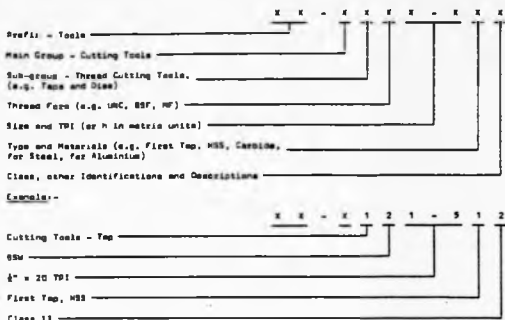 X X - X X X X - X X X
Prefix - Tools
Main Group - Cutting Tools
Sub-group - Thread Cutting Tools,
(e.g. Taps and Dies)
Thread Form (e.g. UNC, BSF, MF)
Size and TPI (or h in metric units)
Type and Materials (e.g. First Tap, HSS, Carbide,
for Steel, for Aluminium)
Class, other Identifications and Descriptions
Example:-
X X - X 1 2 1 - 5 1 2
Cutting Tools - Tap
BSW
¼" x 20 TPI
First Tap, HSS
Class II